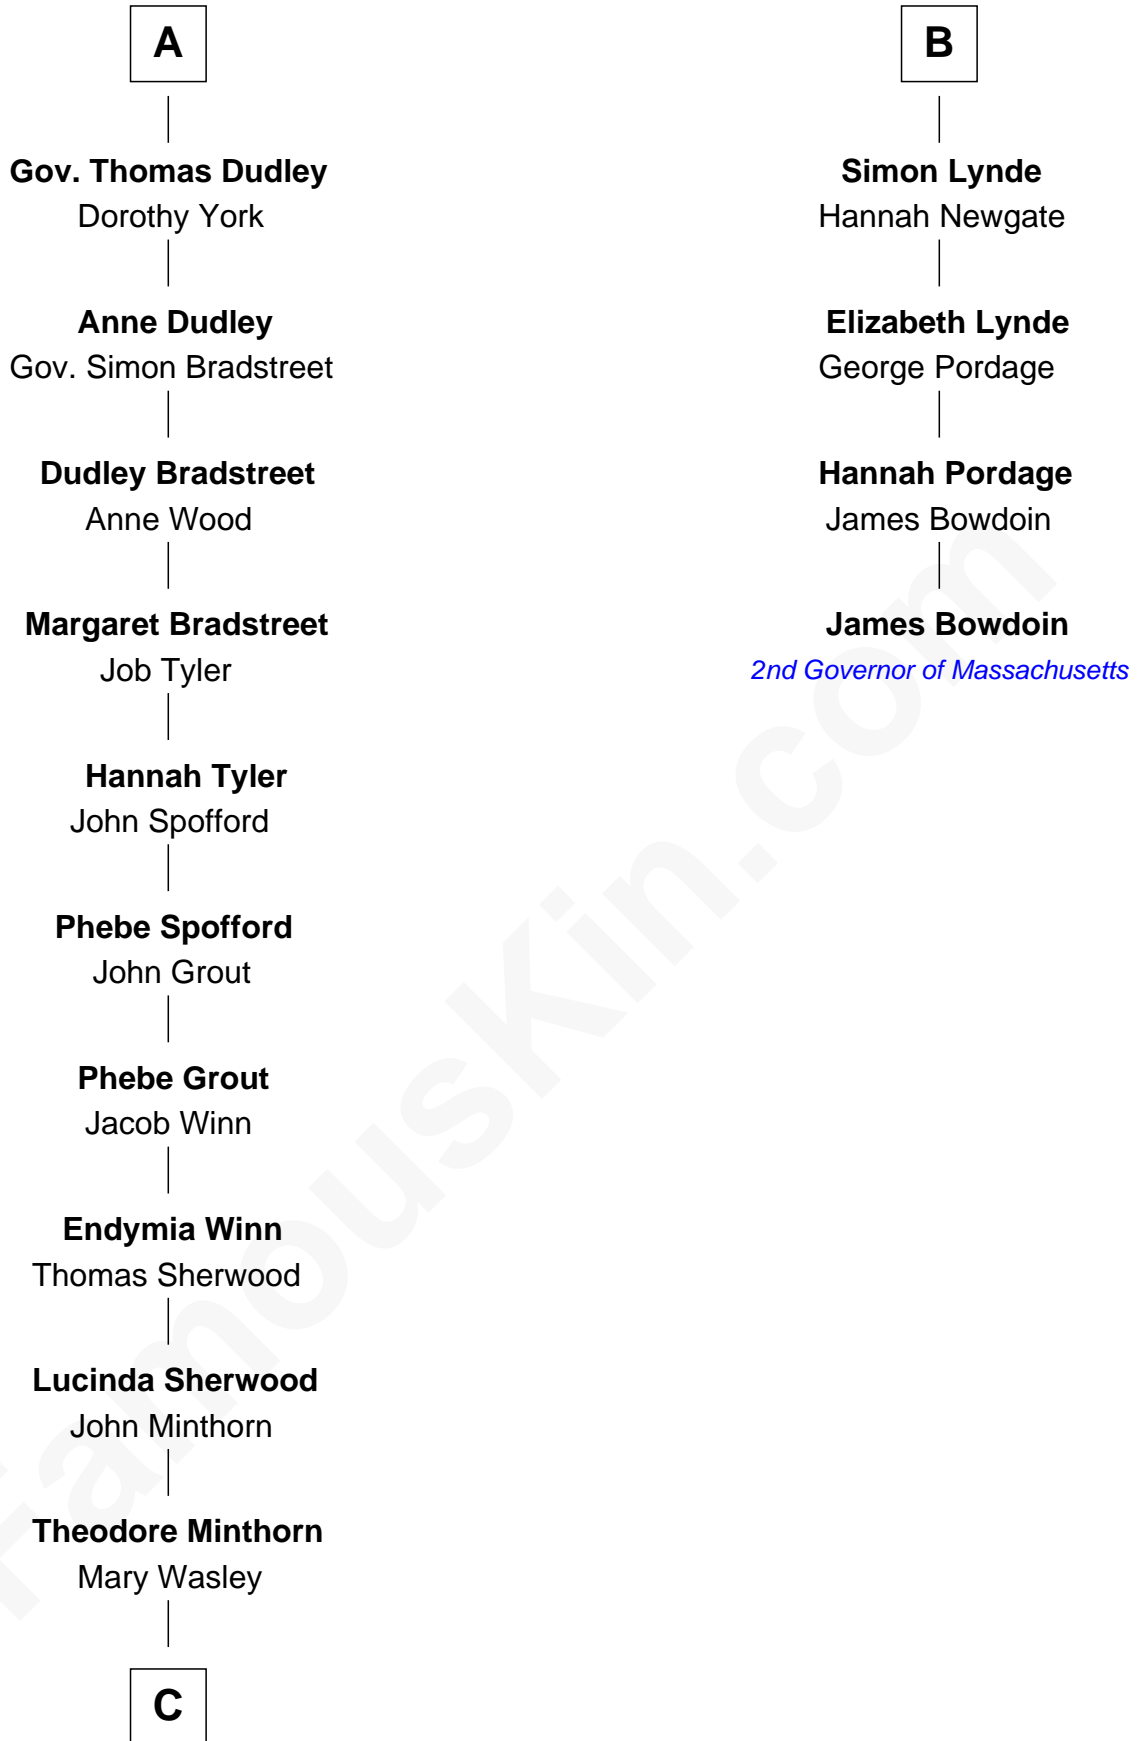 A
Gov. Thomas Dudley
Dorothy York
Anne Dudley
Gov. Simon Bradstreet
Dudley Bradstreet
Anne Wood
Margaret Bradstreet
Job Tyler
Hannah Tyler
John Spofford
Phebe Spofford
John Grout
Phebe Grout
Jacob Winn
Endymia Winn
Thomas Sherwood
Lucinda Sherwood
John Minthorn
Theodore Minthorn
Mary Wasley
C
B
Simon Lynde
Hannah Newgate
Elizabeth Lynde
George Pordage
Hannah Pordage
James Bowdoin
James Bowdoin
2nd Governor of Massachusetts
FamousKin.com